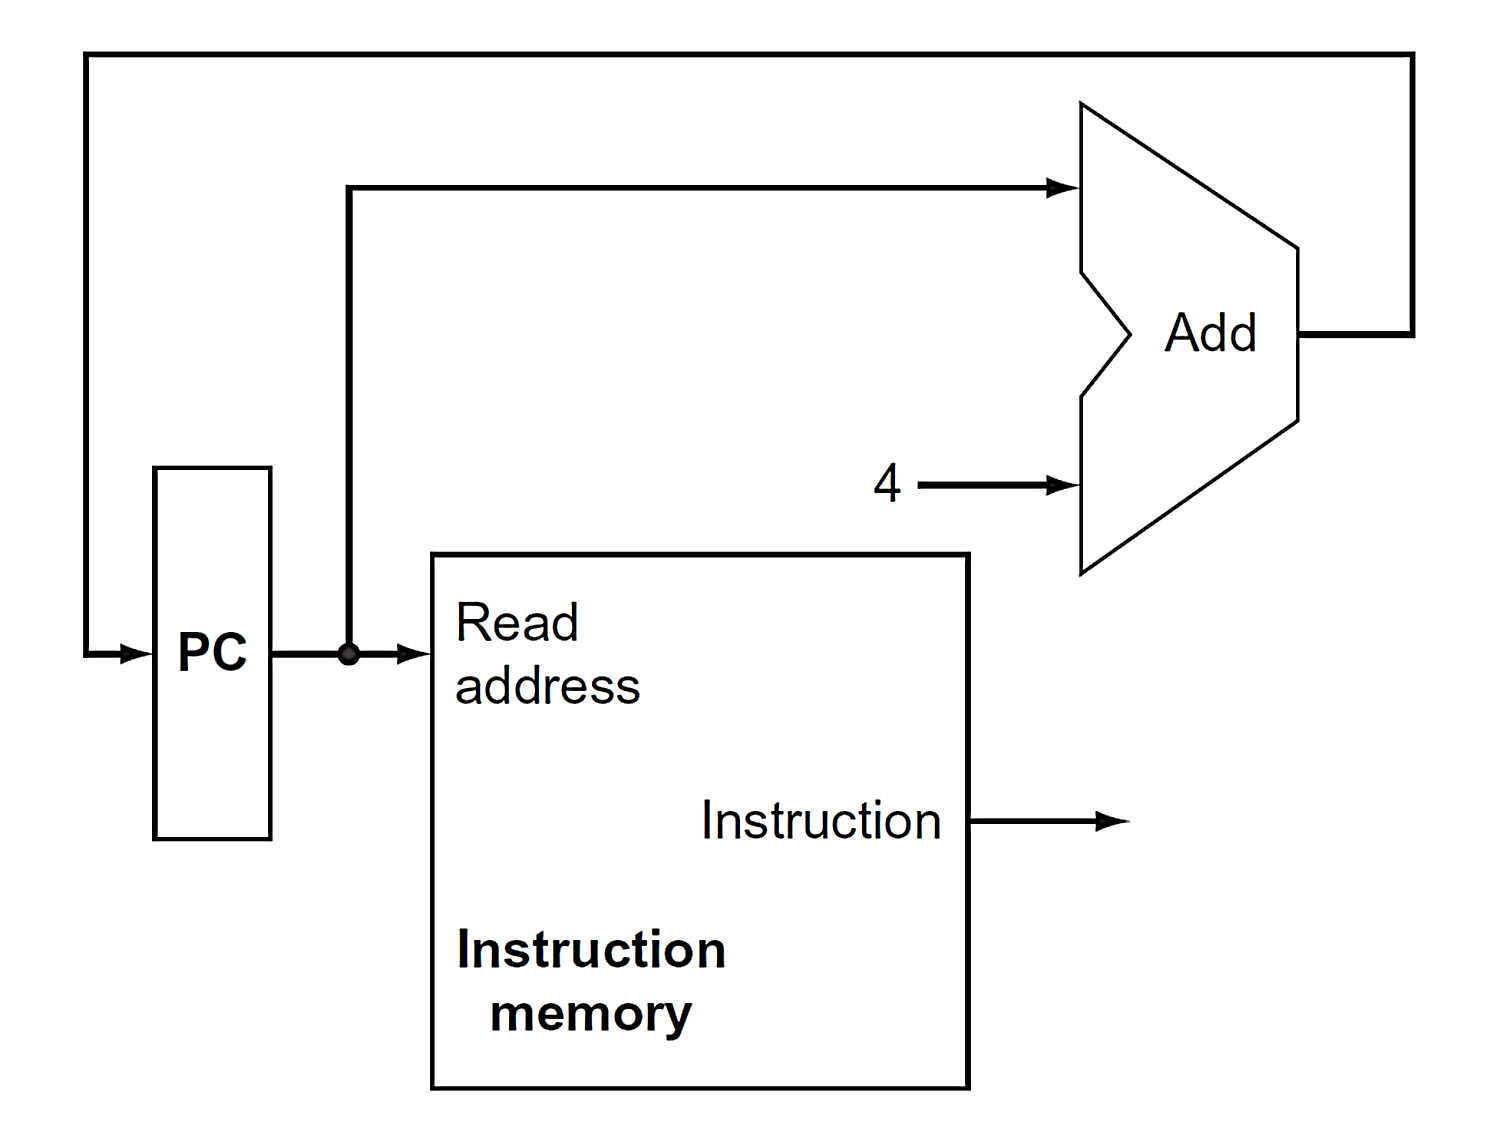 Add
4
PC
Read
address
Instruction
Instruction
memory